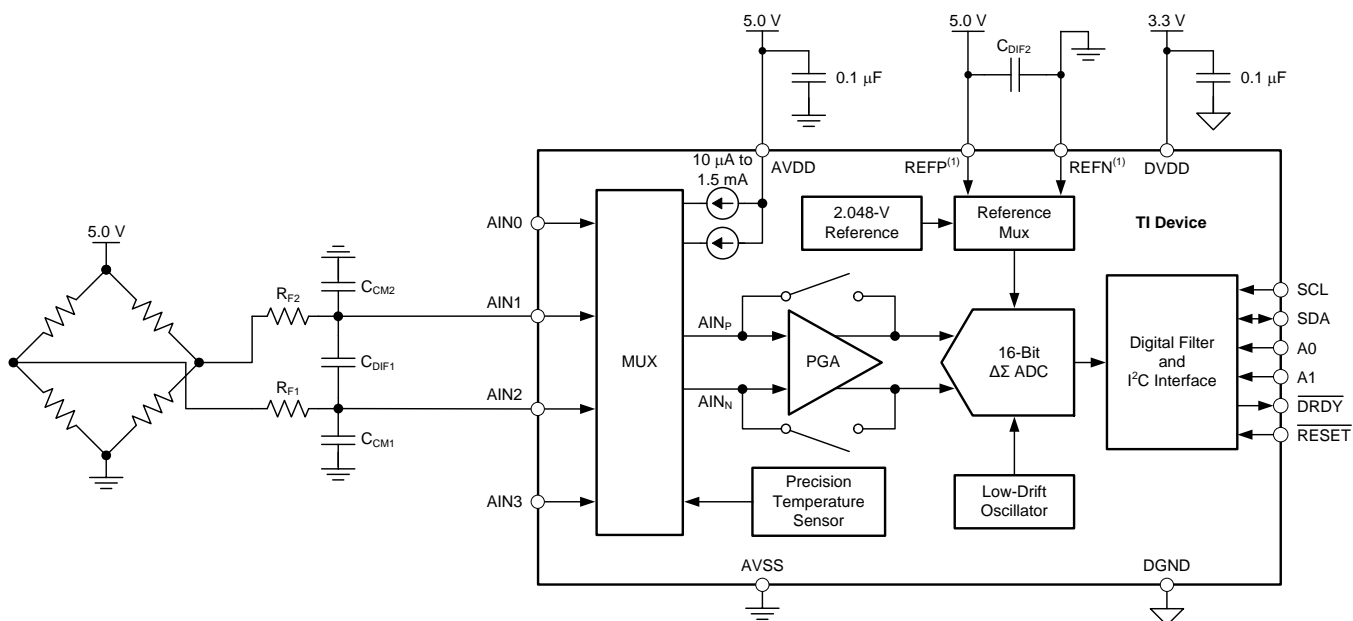 5.0 V
5.0 V
3.3 V
C_DIF2
0.1 μF
0.1 μF
10 μA to
1.5 mA
AVDD
REFP(1)
REFN(1)
DVDD
2.048-V
Reference
Reference
Mux
TI Device
AIN0
5.0 V
C_CM2
R_F2
AIN1
SCL
SDA
AIN_P
MUX
PGA
16-Bit
ΔΣ ADC
Digital Filter
and
I²C Interface
A0
C_DIF1
A1
R_F1
AIN2
AIN_N
DRDY
RESET
C_CM1
AIN3
Precision
Temperature
Sensor
Low-Drift
Oscillator
AVSS
DGND